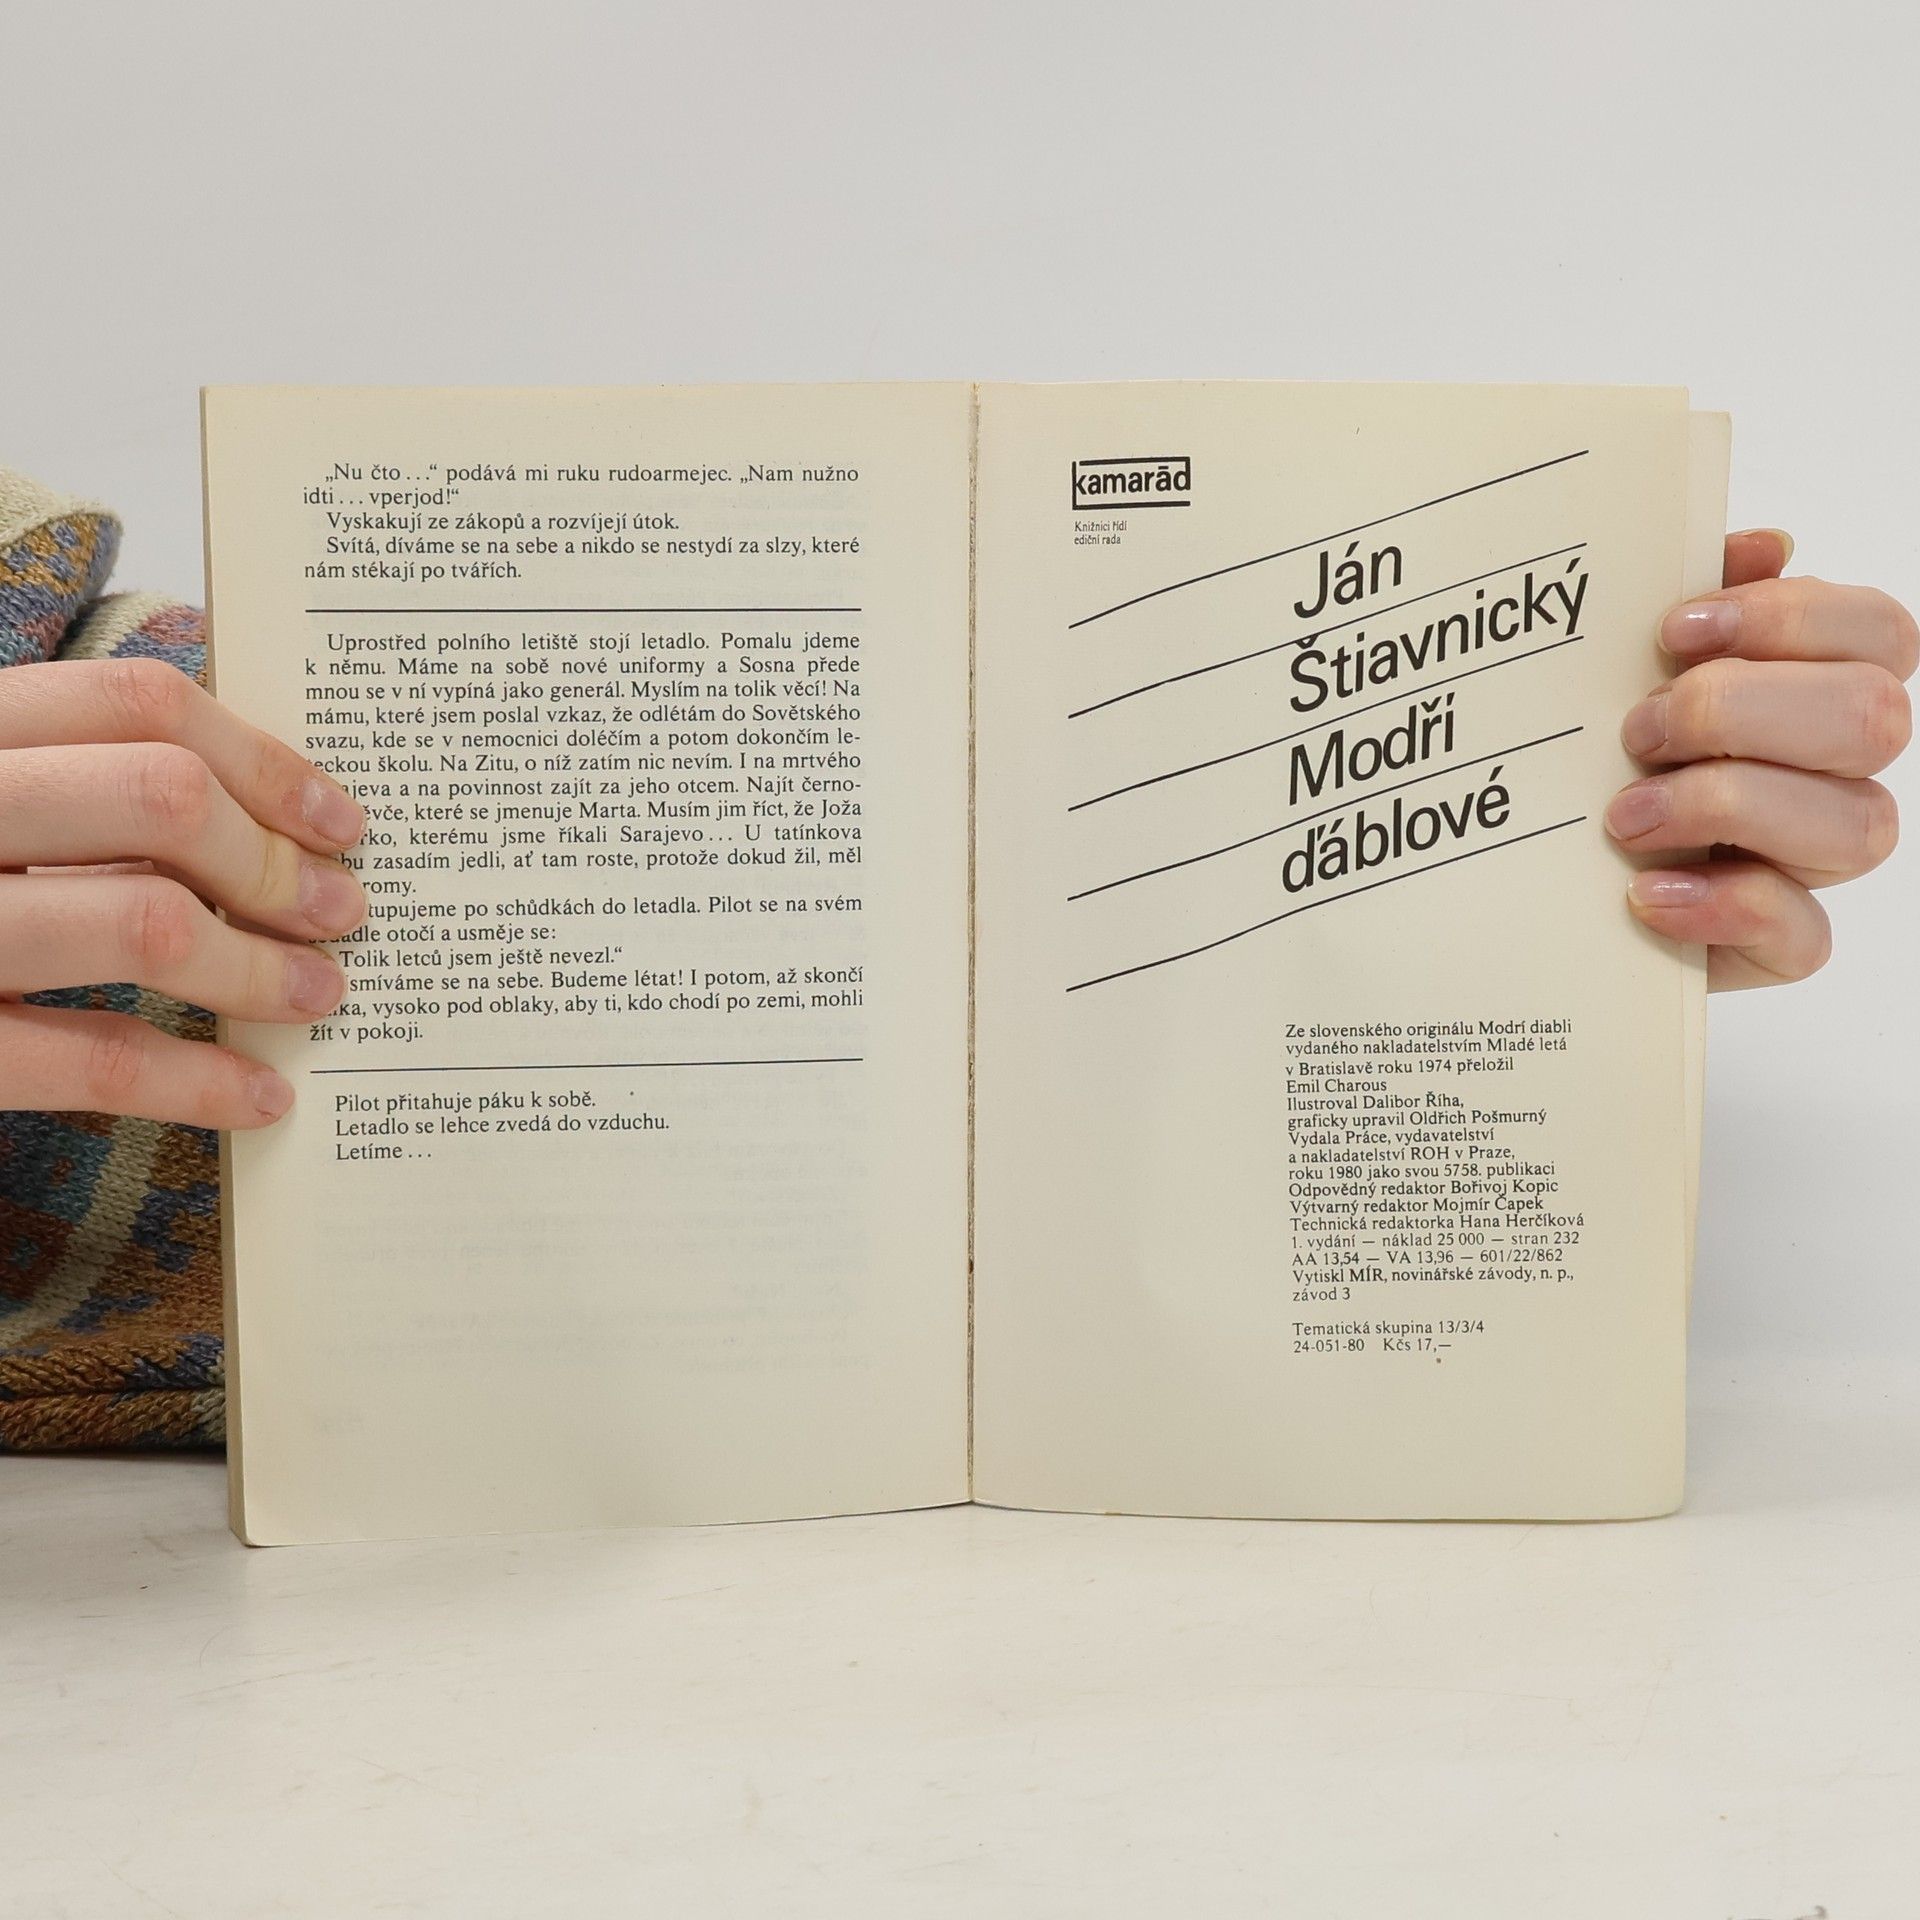 „Nu čto . . .“ podává mi ruku rudoarmejec. „Nam nužno
idti . . . vperjod!“
Vyskakují ze zákopů a rozvíjejí útok.
Svítá, díváme se na sebe a nikdo se nestydí za slzy, které
nám stékají po tvářích.
Uprostřed polního letiště stojí letadlo. Pomalu jdeme
k němu. Máme na sobě nové uniformy a Sosna přede
mnou se v ní vypíná jako generál. Myslím na tolik věcí! Na
mámu, které jsem poslal vzkaz, že odlétám do Sovětského
svazu, kde se v nemocnici doléčím a potom dokončím le-
teckou školu. Na Zitu, o níž zatím nic nevím. I na mrtvého
a na povinnost zajít za jeho otcem. Najít černo-
které se jmenuje Marta. Musím jim říct, že Joža
kterému jsme říkali Sarajevo . . . U tatínkova
zasadím jedli, ať tam roste, protože dokud žil, měl
po schůdkách do letadla. Pilot se na svém
otočí a usměje se:
Tolik letců jsem ještě nevezl.“
se na sebe. Budeme létat! I potom, až skončí
vysoko pod oblaky, aby ti, kdo chodí po zemi, mohli
žít v pokoji.
Pilot přitahuje páku k sobě.
Letadlo se lehce zvedá do vzduchu.
Letíme . . .
kamarád
Knižnici řídí
ediční rada
Ján
Štiavnický
Modří
ďáblové
Ze slovenského originálu Modrí diabli
vydaného nakladatelstvím Mladé letá
v Bratislavě roku 1974 přeložil
Emil Charous
Ilustroval Dalibor Říha,
graficky upravil Oldřich Pošmurný
Vydala Práce, vydavatelství
a nakladatelství ROH v Praze,
roku 1980 jako svou 5758. publikaci
Odpovědný redaktor Bořivoj Kopic
Výtvarný redaktor Mojmír Čapek
Technická redaktorka Hana Herčíková
1. vydání — náklad 25 000 — stran 232
AA 13,54 — VA 13,96 — 601/22/862
Vytiskl MÍR, novinářské závody, n. p.,
závod 3
Tematická skupina 13/3/4
24-051-80 Kčs 17,—